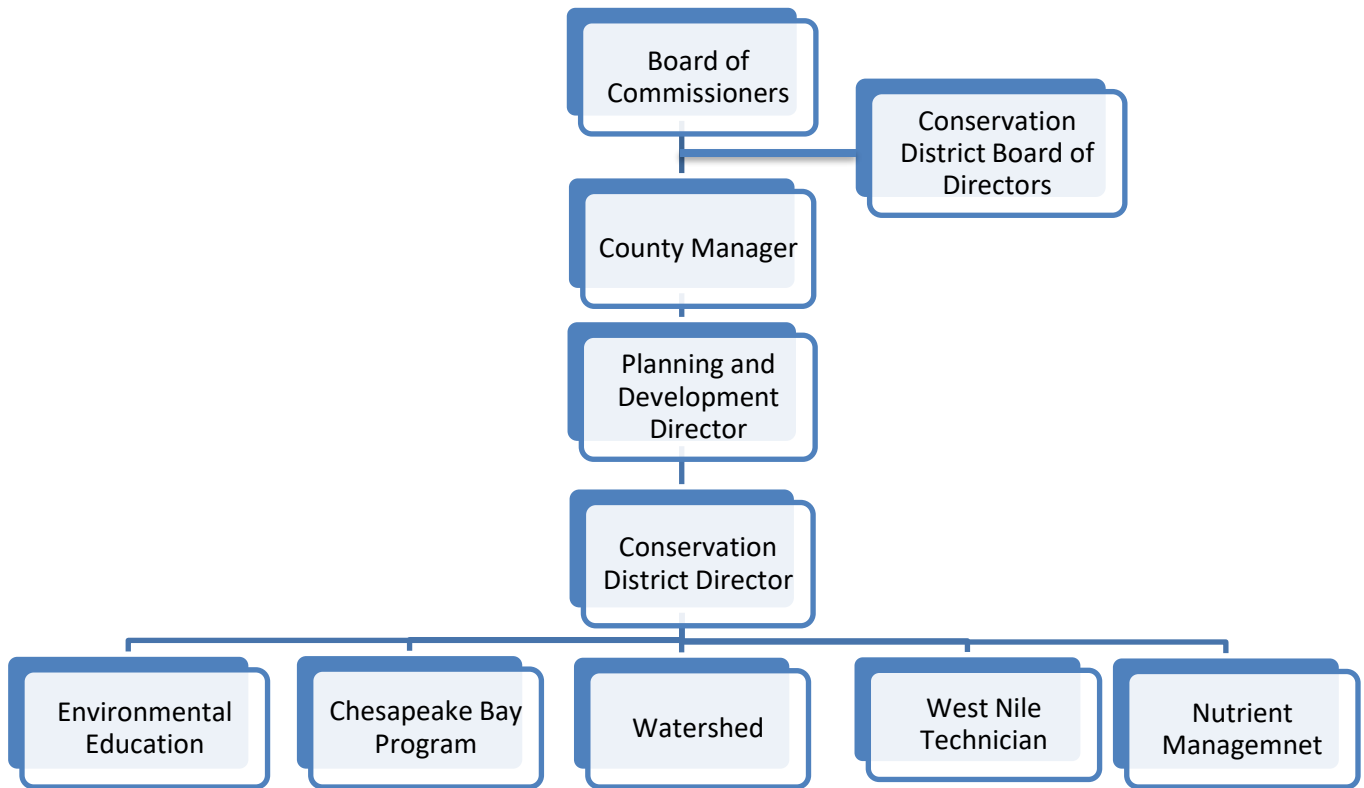 Board of
Commissioners
Conservation
District Board of
Directors
County Manager
Planning and
Development
Director
Conservation
District Director
Environmental
Education
Chesapeake Bay
Program
Watershed
West Nile
Technician
Nutrient
Managemnet